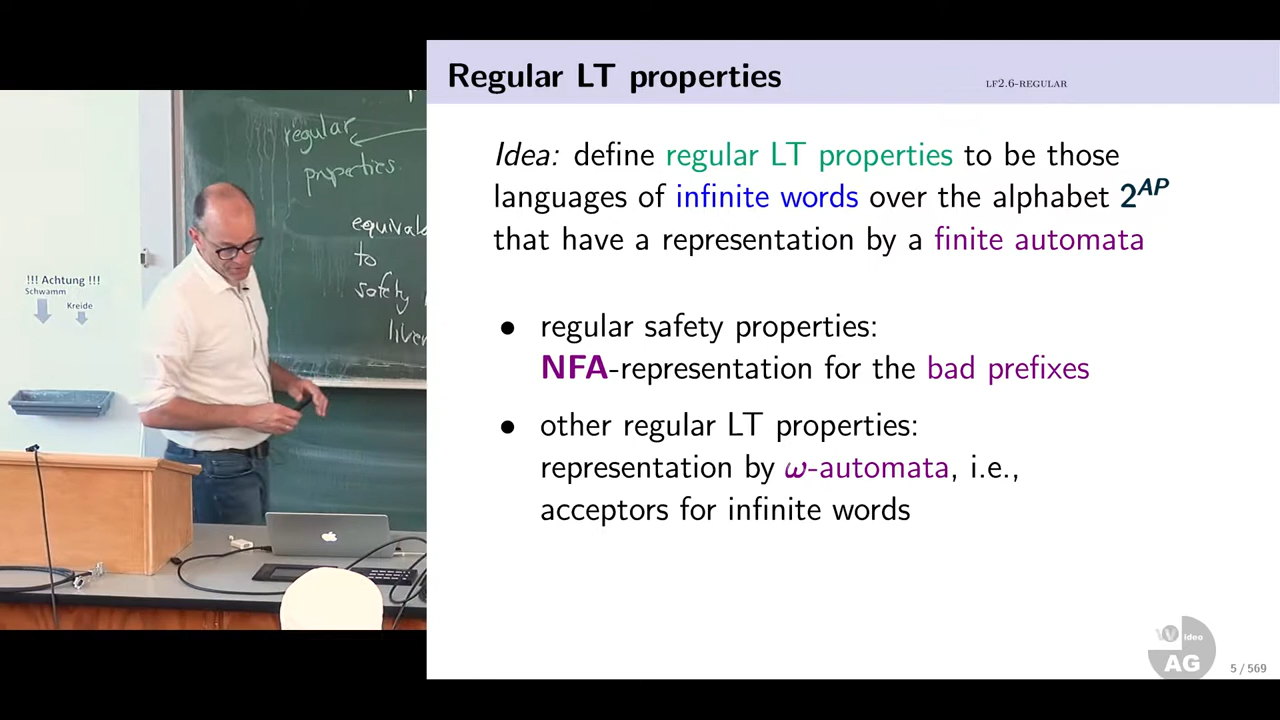 Regular LT properties
LF2.6-REGULAR
Idea: define regular LT properties to be those
languages of infinite words over the alphabet 2^AP
that have a representation by a finite automata
• regular safety properties:
NFA-representation for the bad prefixes
• other regular LT properties:
representation by ω-automata, i.e.,
acceptors for infinite words
5 / 569
Video
AG
regular
properties
to
safety
!!! Achtung !!!
Schwamm
Kreide